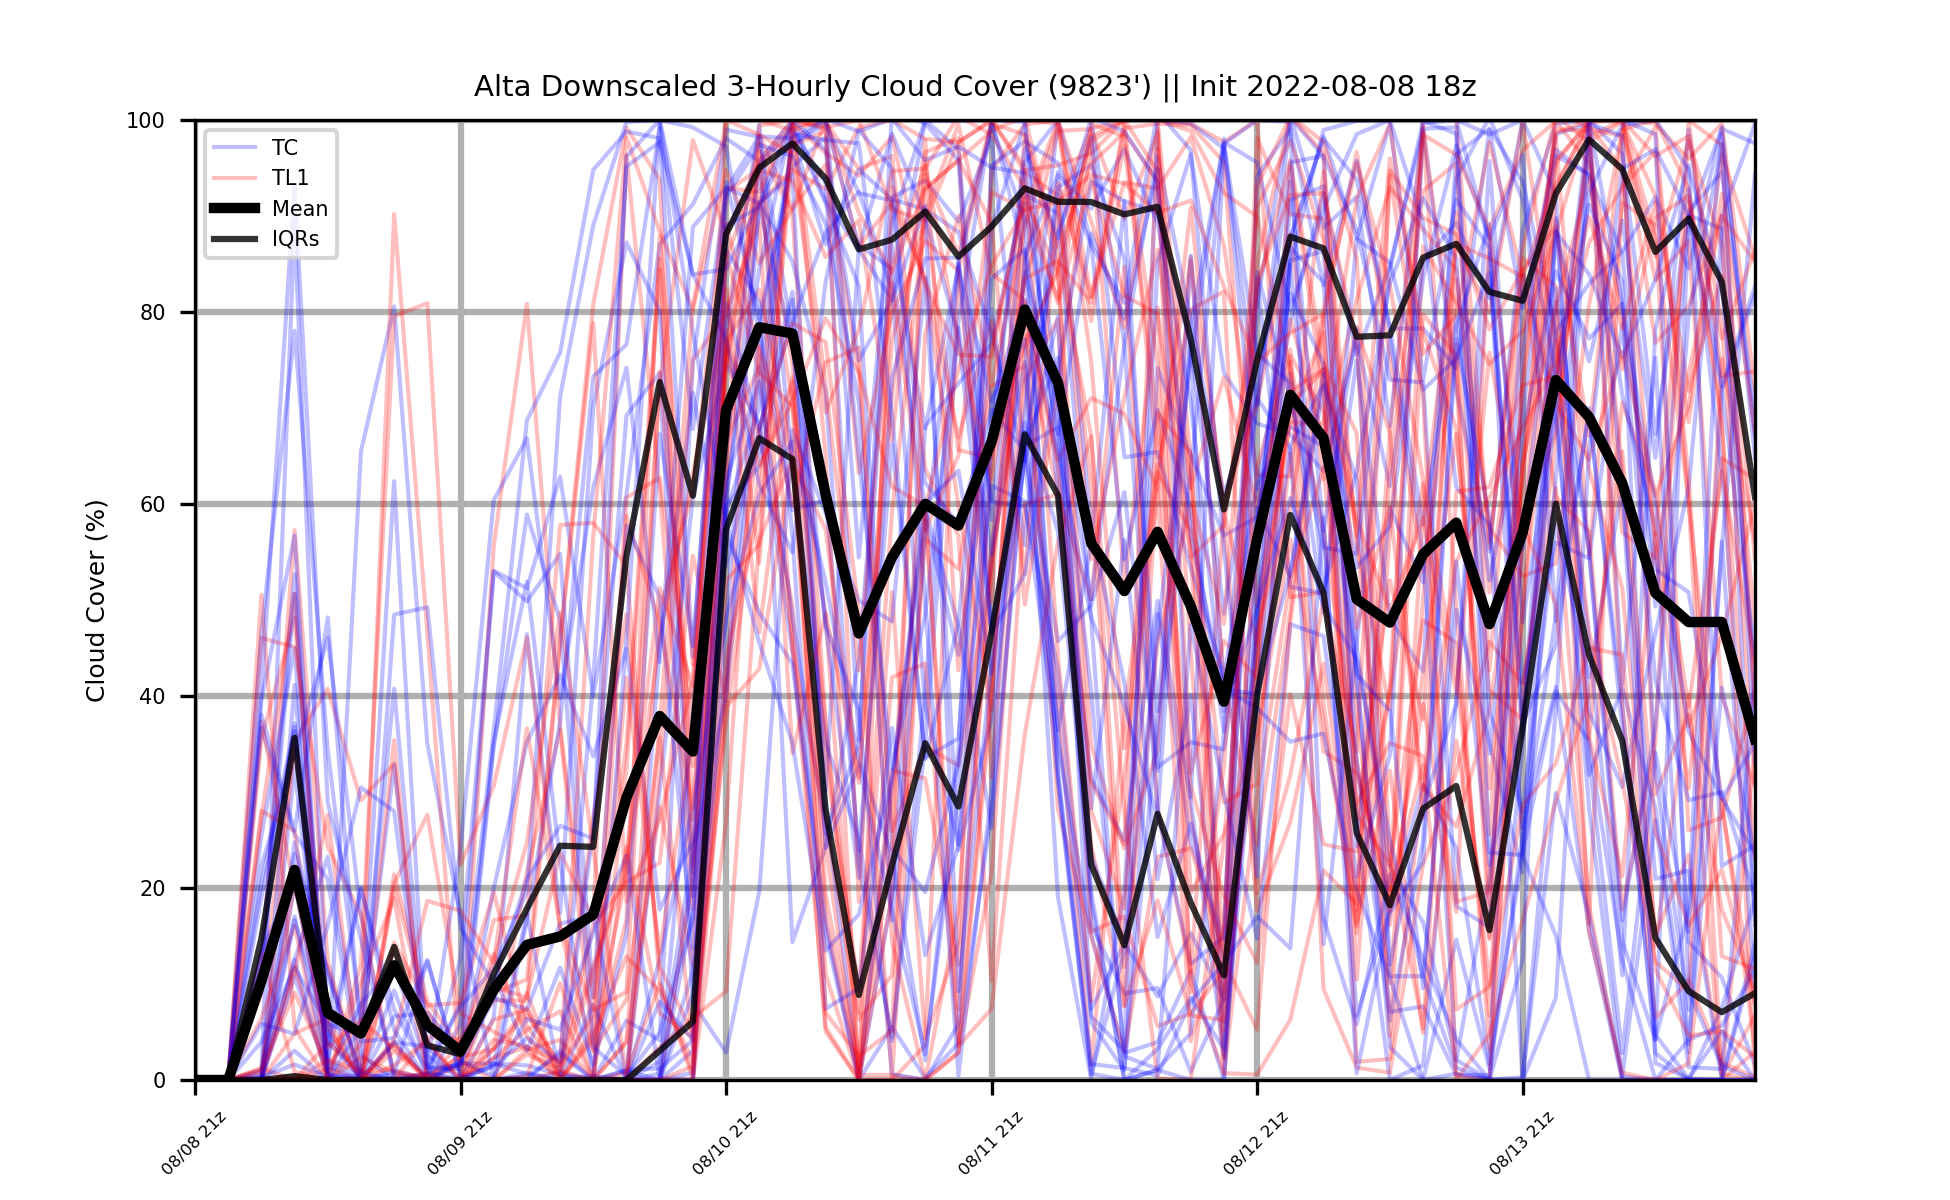 Alta Downscaled 3-Hourly Cloud Cover (9823') || Init 2022-08-08 18z
100
80
60
40
20
0
Cloud Cover (%)
TC
TL1
Mean
IQRs
08/08 21z
08/09 21z
08/10 21z
08/11 21z
08/12 21z
08/13 21z